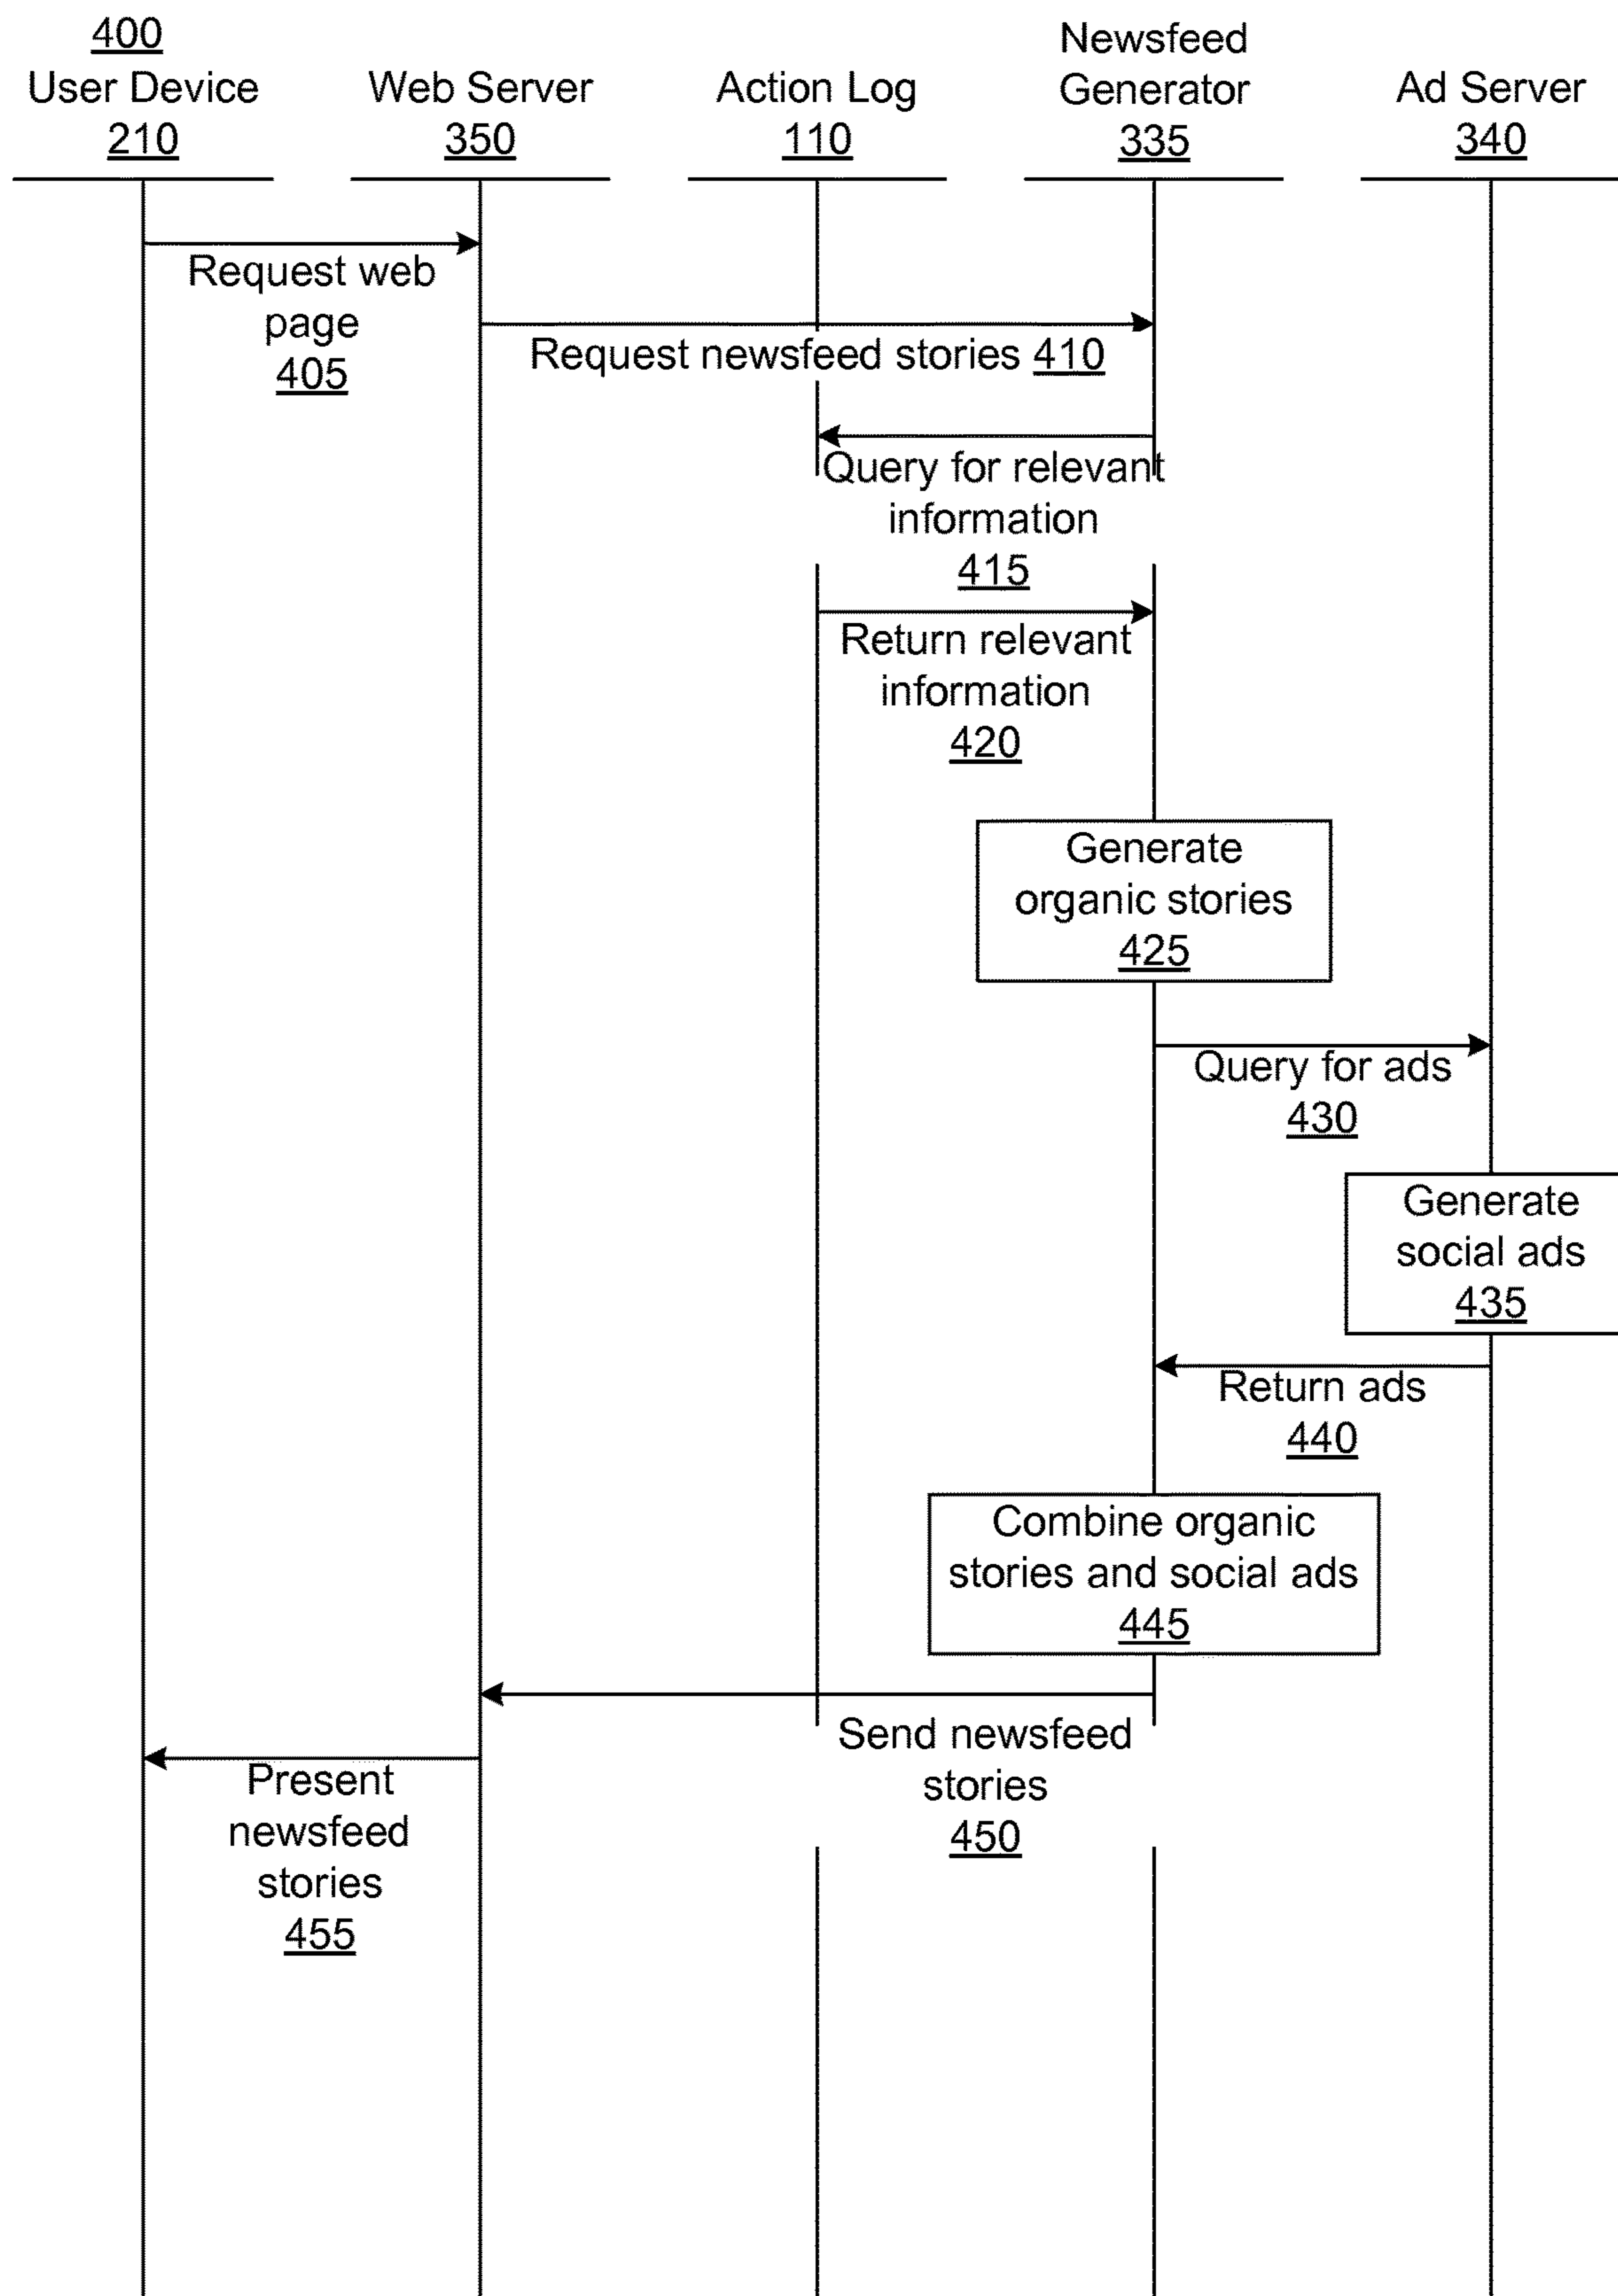 400
User Device
210
Web Server
350
Action Log
110
Newsfeed
Generator
335
Ad Server
340
Request web
page
405
Request newsfeed stories 410
Query for relevant
information
415
Return relevant
information
420
Generate
organic stories
425
Query for ads
430
Generate
social ads
435
Return ads
440
Combine organic
stories and social ads
445
Send newsfeed
stories
450
Present
newsfeed
stories
455